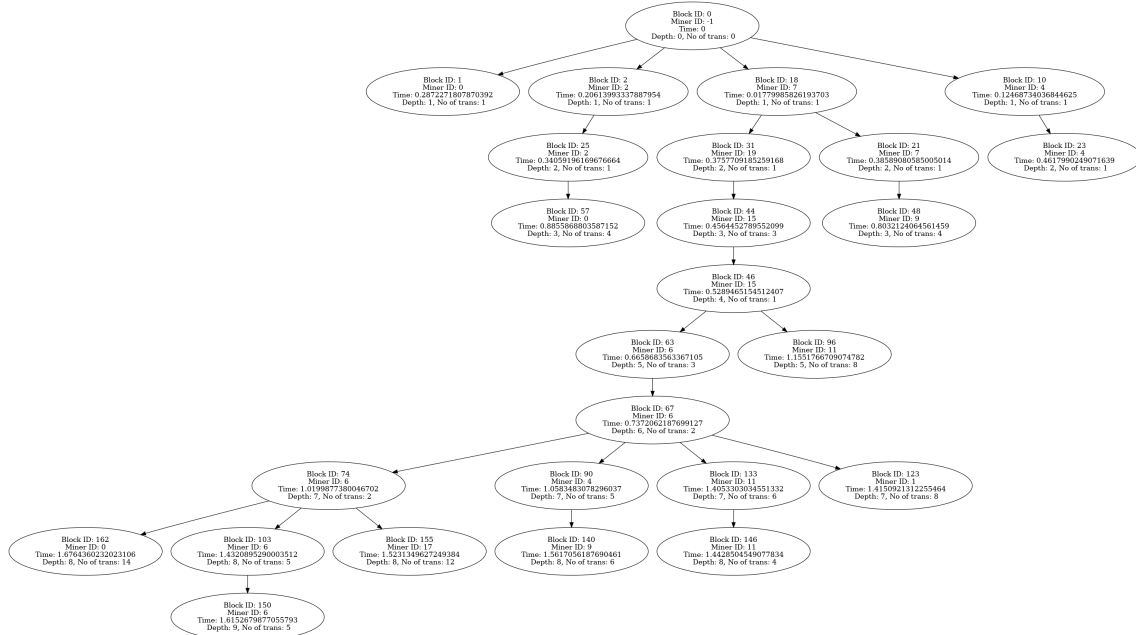 Block ID: 0
Miner ID: -1
Time: 0
Depth: 0, No of trans: 0
Block ID: 1
Miner ID: 0
Time: 0.2872271807870392
Depth: 1, No of trans: 1
Block ID: 2
Miner ID: 2
Time: 0.20613993337887954
Depth: 1, No of trans: 1
Block ID: 18
Miner ID: 7
Time: 0.01779985826193703
Depth: 1, No of trans: 1
Block ID: 10
Miner ID: 4
Time: 0.12468734036844625
Depth: 1, No of trans: 1
Block ID: 25
Miner ID: 2
Time: 0.34059196169676664
Depth: 2, No of trans: 1
Block ID: 31
Miner ID: 19
Time: 0.3757709185259168
Depth: 2, No of trans: 1
Block ID: 21
Miner ID: 7
Time: 0.38589080585005014
Depth: 2, No of trans: 1
Block ID: 23
Miner ID: 4
Time: 0.4617990249071639
Depth: 2, No of trans: 1
Block ID: 57
Miner ID: 0
Time: 0.8855868803587152
Depth: 3, No of trans: 4
Block ID: 44
Miner ID: 15
Time: 0.4564452789552099
Depth: 3, No of trans: 3
Block ID: 48
Miner ID: 9
Time: 0.8032124064561459
Depth: 3, No of trans: 4
Block ID: 46
Miner ID: 15
Time: 0.5289465154512407
Depth: 4, No of trans: 1
Block ID: 63
Miner ID: 6
Time: 0.6658683563367105
Depth: 5, No of trans: 3
Block ID: 96
Miner ID: 11
Time: 1.1551766709074782
Depth: 5, No of trans: 8
Block ID: 67
Miner ID: 6
Time: 0.7372062187699127
Depth: 6, No of trans: 2
Block ID: 74
Miner ID: 6
Time: 1.0199877380046702
Depth: 7, No of trans: 2
Block ID: 90
Miner ID: 4
Time: 1.0583483078296037
Depth: 7, No of trans: 5
Block ID: 133
Miner ID: 11
Time: 1.4053303034551332
Depth: 7, No of trans: 6
Block ID: 123
Miner ID: 1
Time: 1.4150921312255464
Depth: 7, No of trans: 8
Block ID: 162
Miner ID: 0
Time: 1.6764360232023106
Depth: 8, No of trans: 14
Block ID: 103
Miner ID: 6
Time: 1.4320895290003512
Depth: 8, No of trans: 5
Block ID: 155
Miner ID: 17
Time: 1.5231349627249384
Depth: 8, No of trans: 12
Block ID: 140
Miner ID: 9
Time: 1.5617056187690461
Depth: 8, No of trans: 6
Block ID: 146
Miner ID: 11
Time: 1.4428504549077834
Depth: 8, No of trans: 4
Block ID: 150
Miner ID: 6
Time: 1.6152679877055793
Depth: 9, No of trans: 5